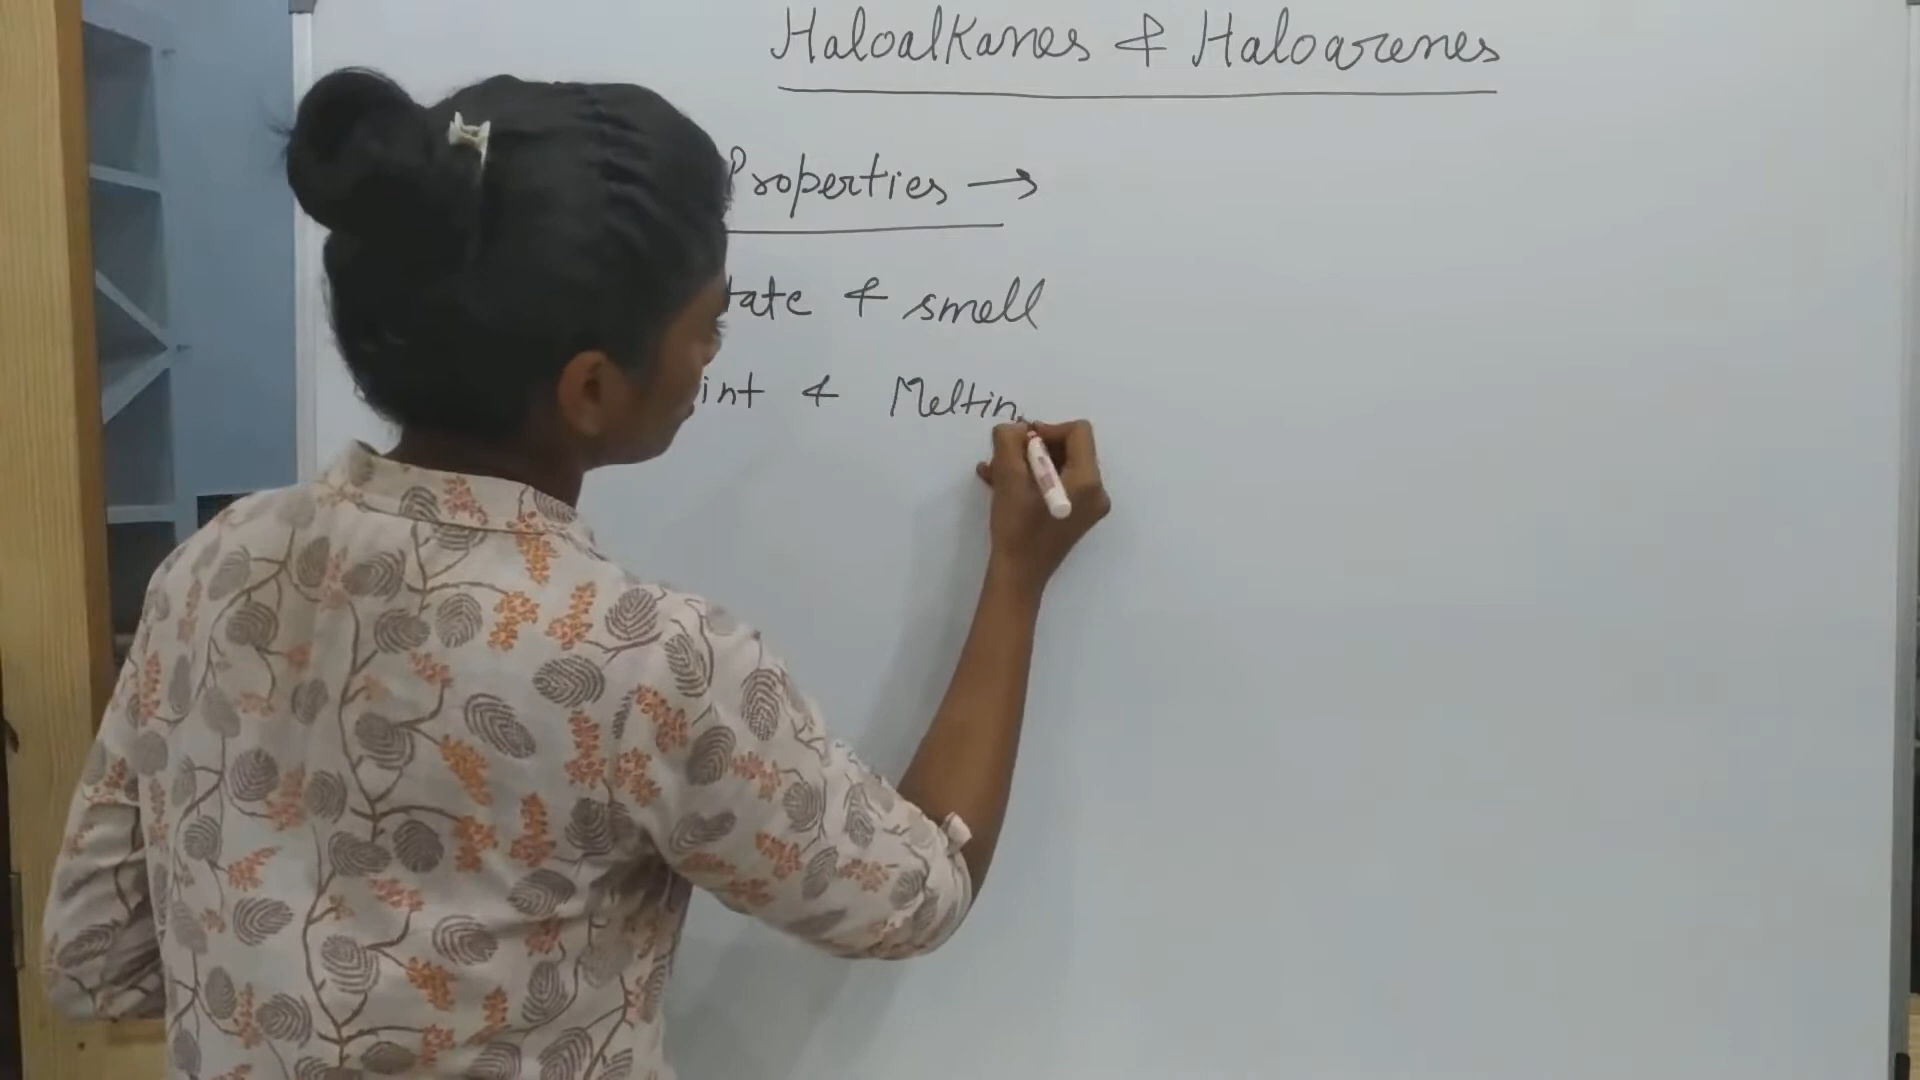 Haloalkanes & Haloarenes
Properties →
tate & smell
int & Meltin